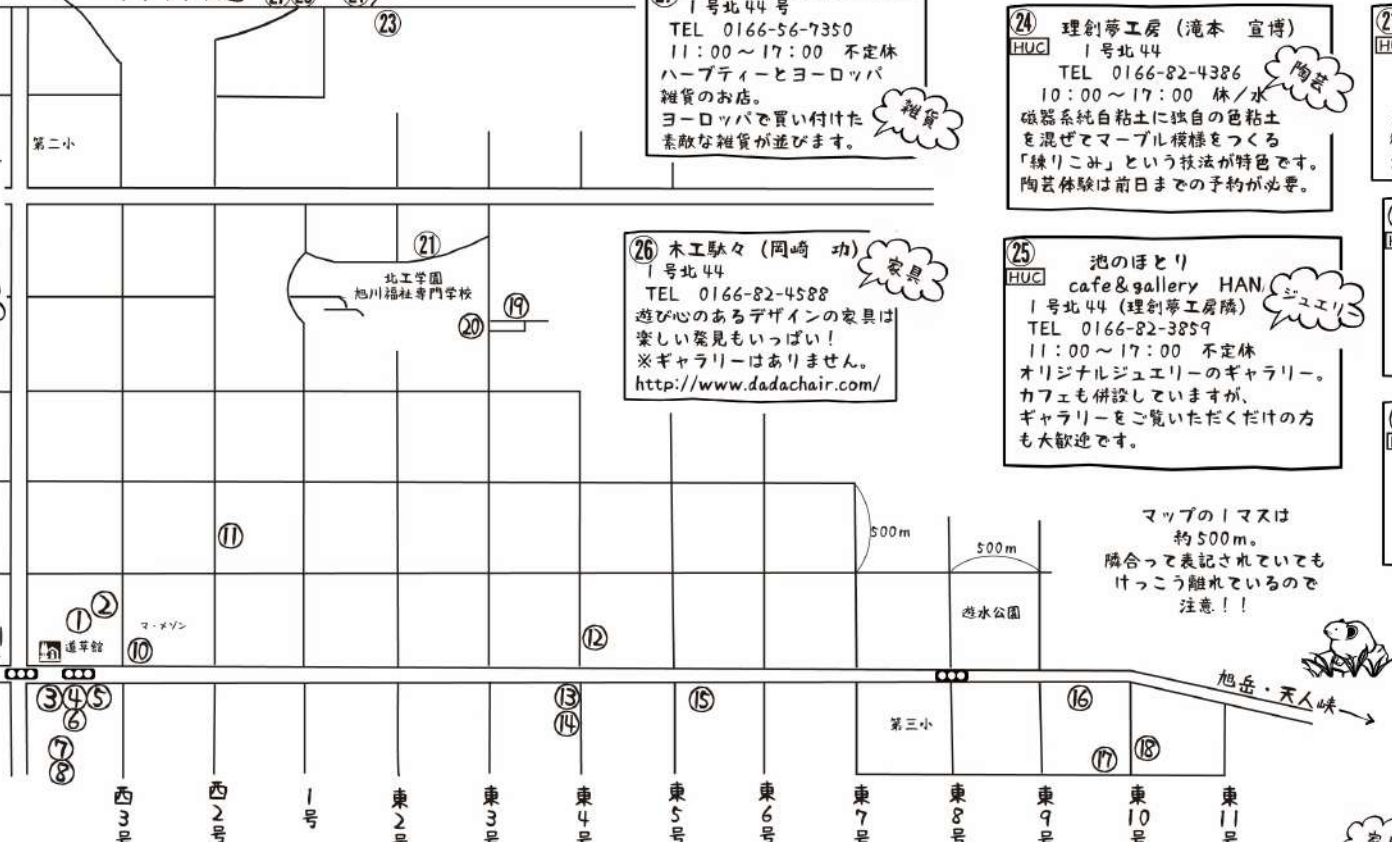 ㉓
1号北44号
TEL 0166-56-7350
11:00～17:00 不定休
ハーブティーとヨーロッパ
雑貨のお店。
ヨーロッパで買い付けた
素敵な雑貨が並びます。
雑貨
㉔ 理創夢工房 (滝本 宣博)
HUC 1号北44
TEL 0166-82-4386
10:00～17:00 休/水
陶芸
磁器系純白粘土に独自の色粘土
を混ぜてマーブル模様をつくる
「練りこみ」という技法が特色です。
陶芸体験は前日までの予約が必要。
第二小
㉖ 木工駄々 (岡崎 功)
1号北44
家具
TEL 0166-82-4588
遊び心のあるデザインの家具は
楽しい発見もいっぱい!
※ギャラリーはありません。
http://www.dadachair.com/
㉕ 池のほとり
HUC cafe&gallery HAN
ジュエリー
1号北44 (理創夢工房隣)
TEL 0166-82-3859
11:00～17:00 不定休
オリジナルジュエリーのギャラリー。
カフェも併設していますが、
ギャラリーをご覧いただくだけの方
も大歓迎です。
㉑
北工学園
旭川福祉専門学校
⑲
⑳
⑪
500m
500m
マップの1マスは
約500m。
隣合って表記されていても
けっこう離れているので
注意!!
① ②
マ・メゾン
道草館
⑩
⑫
遊水公園
旭岳・天人峡
③ ④ ⑤
⑥
⑦
⑧
⑬
⑭
⑮
第三小
⑯
⑰ ⑱
西3号
西2号
1号
東2号
東3号
東4号
東5号
東6号
東7号
東8号
東9号
東10号
東11号